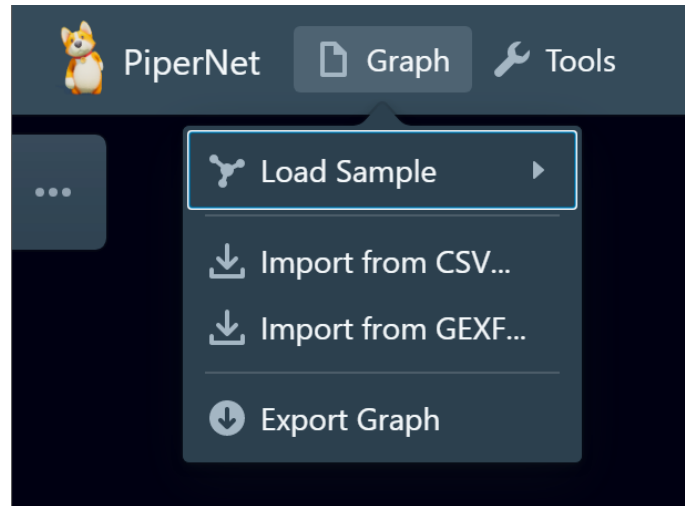 PiperNet Graph Tools
Load Sample
Import from CSV...
Import from GEXF...
Export Graph